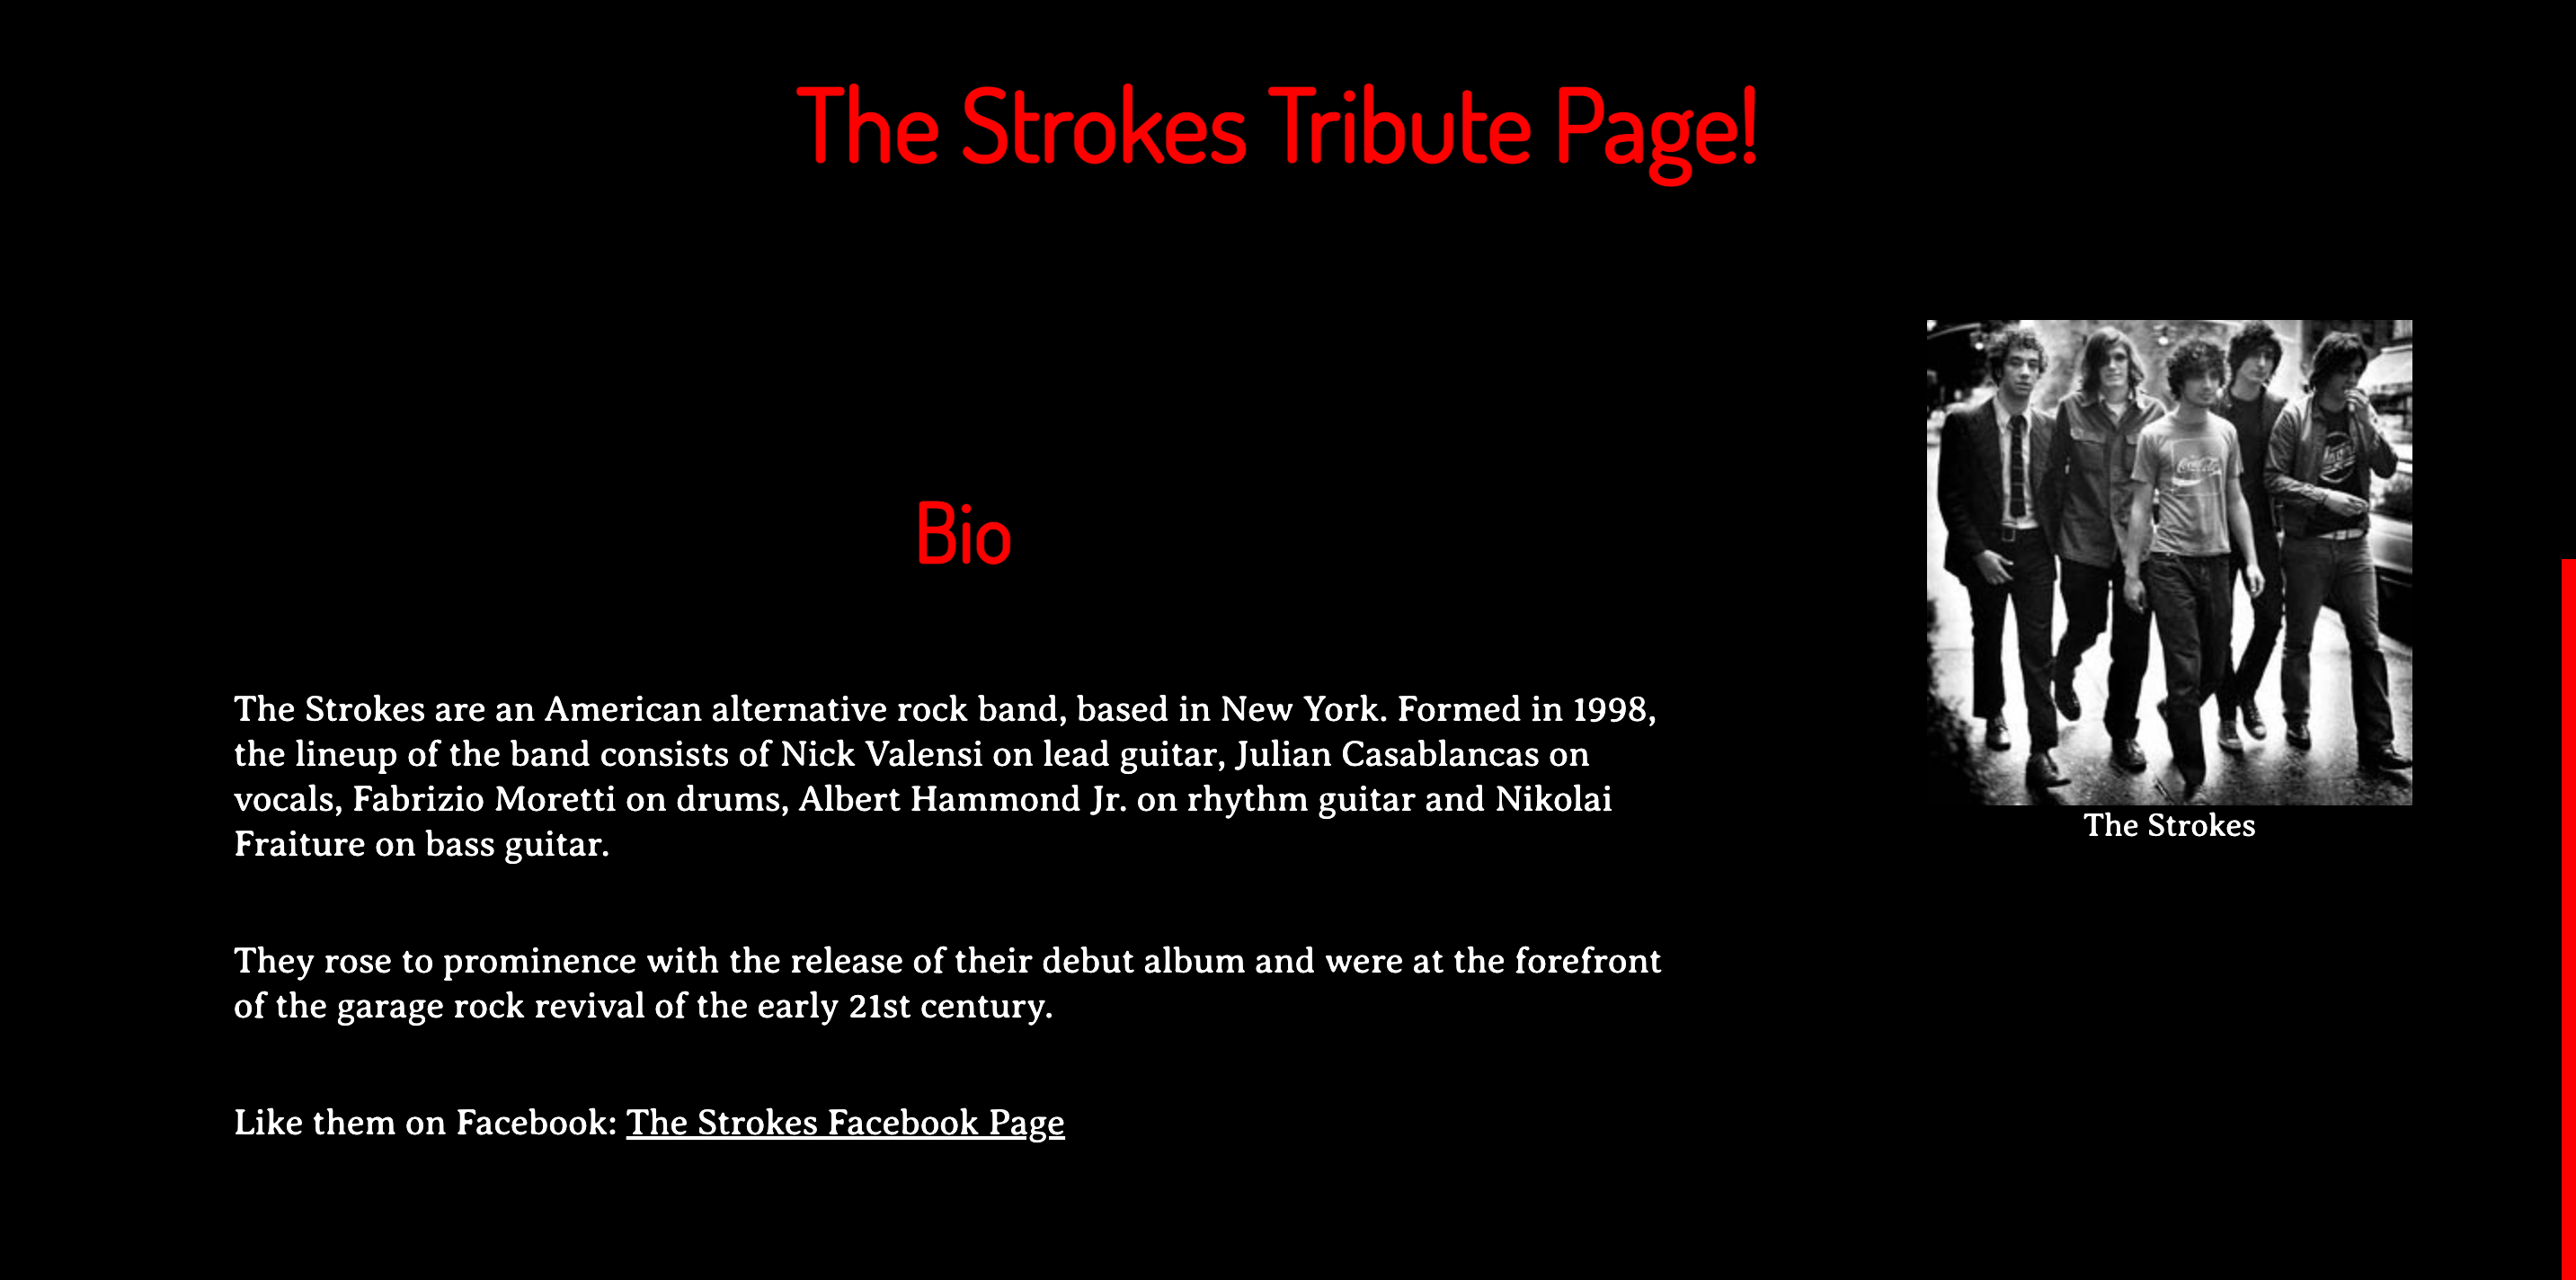 The Strokes Tribute Page!
Bio
The Strokes are an American alternative rock band, based in New York. Formed in 1998,
the lineup of the band consists of Nick Valensi on lead guitar, Julian Casablancas on
vocals, Fabrizio Moretti on drums, Albert Hammond Jr. on rhythm guitar and Nikolai
Fraiture on bass guitar.
They rose to prominence with the release of their debut album and were at the forefront
of the garage rock revival of the early 21st century.
Like them on Facebook: The Strokes Facebook Page
Coca-Cola
The Strokes